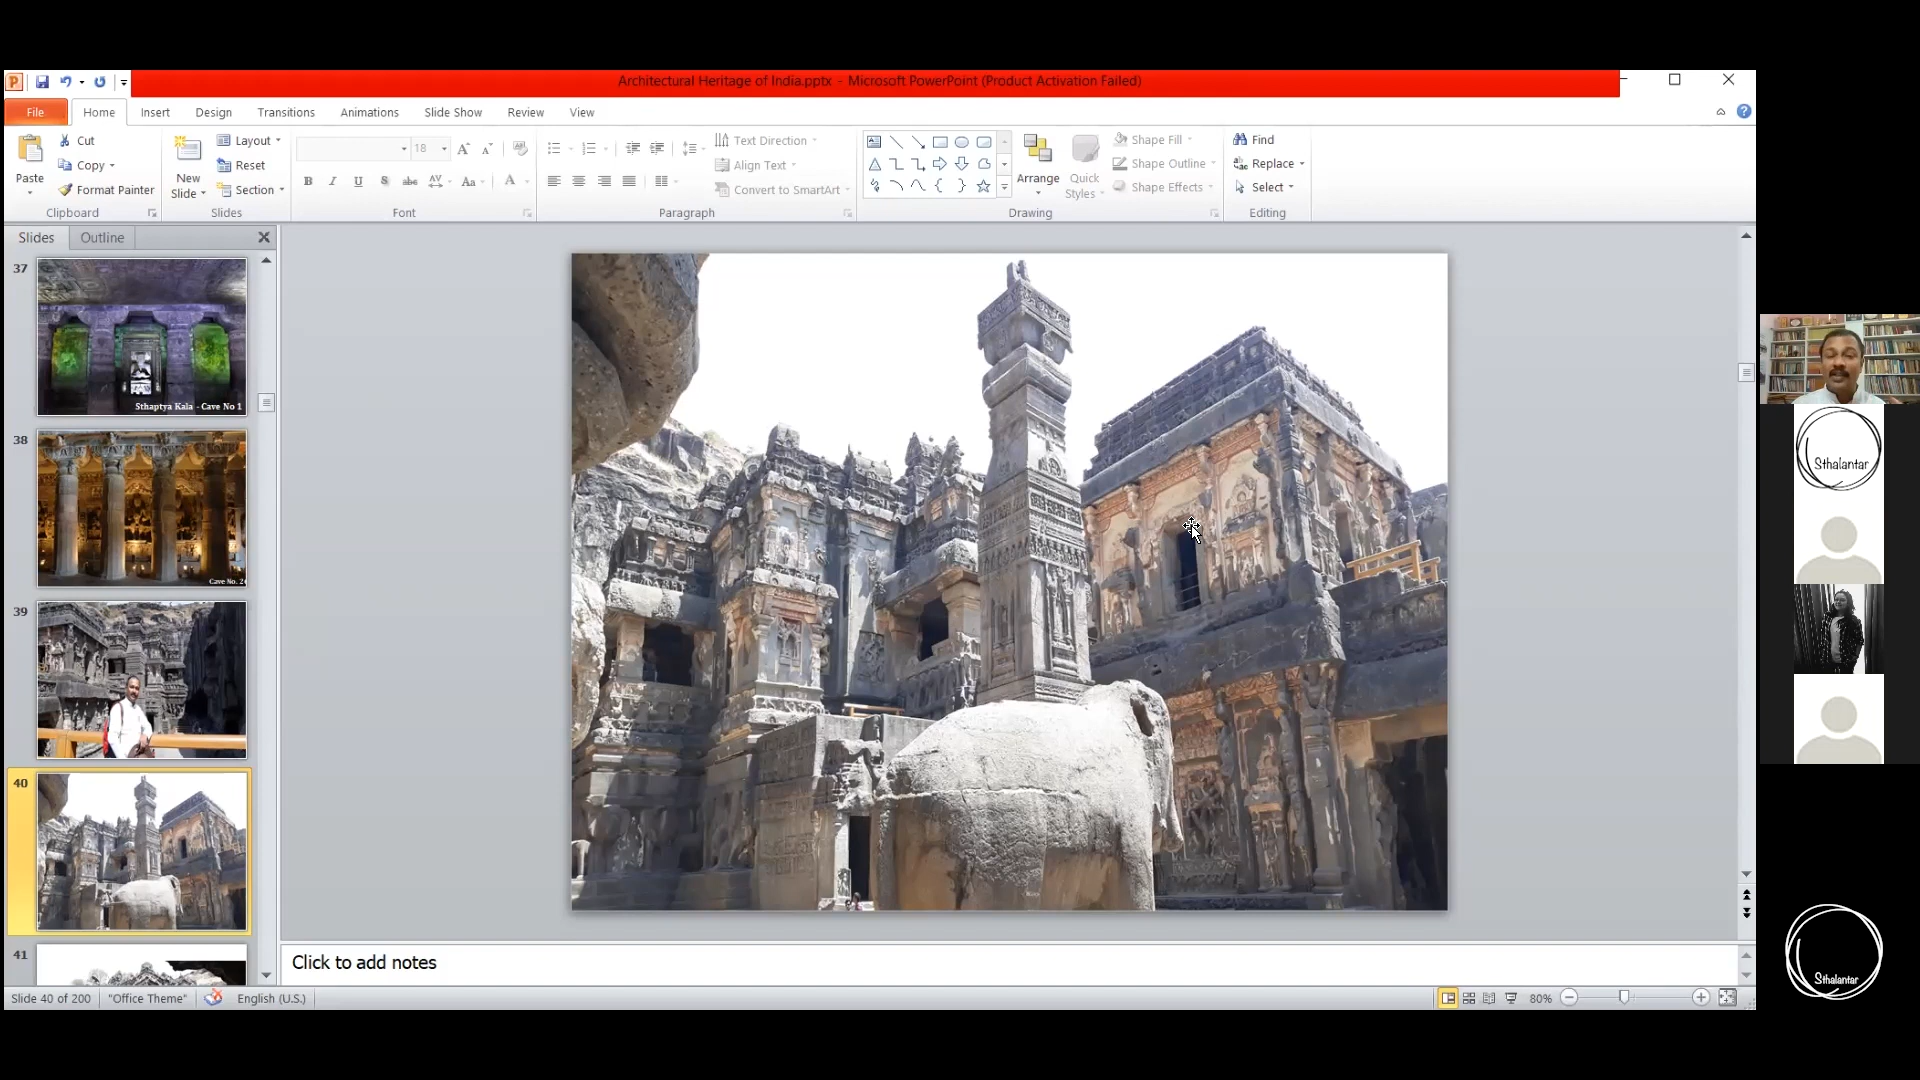 Architectural Heritage of India.pptx - Microsoft PowerPoint (Product Activation Failed)
File Home Insert Design Transitions Animations Slide Show Review View
Paste
Cut
Copy
Format Painter
Clipboard
New Slide
Layout
Reset
Section
Slides
18
Font
Text Direction
Align Text
Convert to SmartArt
Paragraph
Arrange
Quick Styles
Shape Fill
Shape Outline
Shape Effects
Drawing
Find
Replace
Select
Editing
Slides Outline
37
Sthaptya Kala - Cave No 1
38
Cave No. 26
39
40
41
Click to add notes
Slide 40 of 200 "Office Theme" English (U.S.) 80%
Sthalantar
Sthalantar